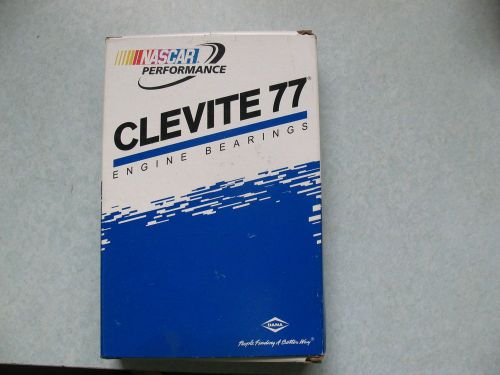 NASCAR
PERFORMANCE
CLEVITE 77®
ENGINE BEARINGS
DANA
People Finding A Better Way®